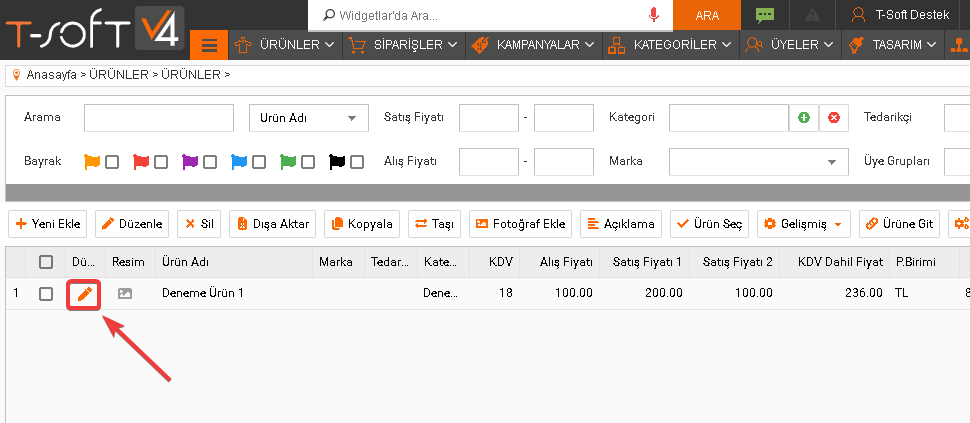 T-SOFT V4
Widgetlar'da Ara...
ARA
T-Soft Destek
ÜRÜNLER
SİPARİŞLER
KAMPANYALAR
KATEGORİLER
ÜYELER
TASARIM
Anasayfa > ÜRÜNLER > ÜRÜNLER >
Arama Ürün Adı Satış Fiyatı - Kategori Tedarikçi
Bayrak Alış Fiyatı - Marka Üye Grupları
Yeni Ekle Düzenle Sil Dışa Aktar Kopyala Taşı Fotoğraf Ekle Açıklama Ürün Seç Gelişmiş Ürüne Git
Dü... Resim Ürün Adı Marka Tedar... Kate... KDV Alış Fiyatı Satış Fiyatı 1 Satış Fiyatı 2 KDV Dahil Fiyat P.Birimi
1 Deneme Ürün 1 Dene... 18 100.00 200.00 100.00 236.00 TL 8